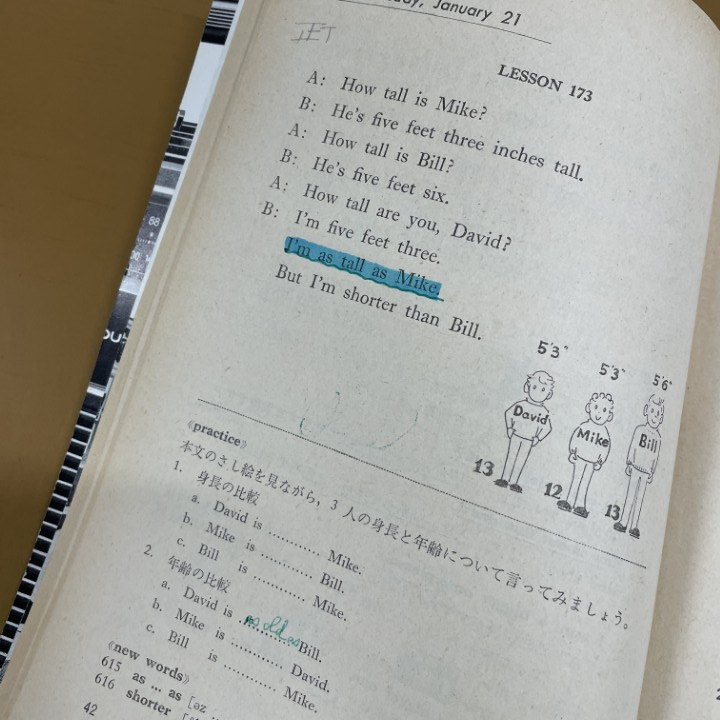 January 21
LESSON 173
A: How tall is Mike?
B: He's five feet three inches tall.
A: How tall is Bill?
B: He's five feet six.
A: How tall are you, David?
B: I'm five feet three.
I'm as tall as Mike.
But I'm shorter than Bill.
5'3"
5'3"
5'6"
David
Mike
Bill
13
12
13
《practice》
本文のさし絵を見ながら, 3人の身長と年齢について言ってみましょう。
1. 身長の比較
a. David is ............ Mike.
b. Mike is ............ Bill.
c. Bill is ............ Mike.
2. 年齢の比較
a. David is as old as Bill.
b. Mike is ............ David.
c. Bill is ............ Mike.
《new words》
615 as ... as
616 shorter
42
88